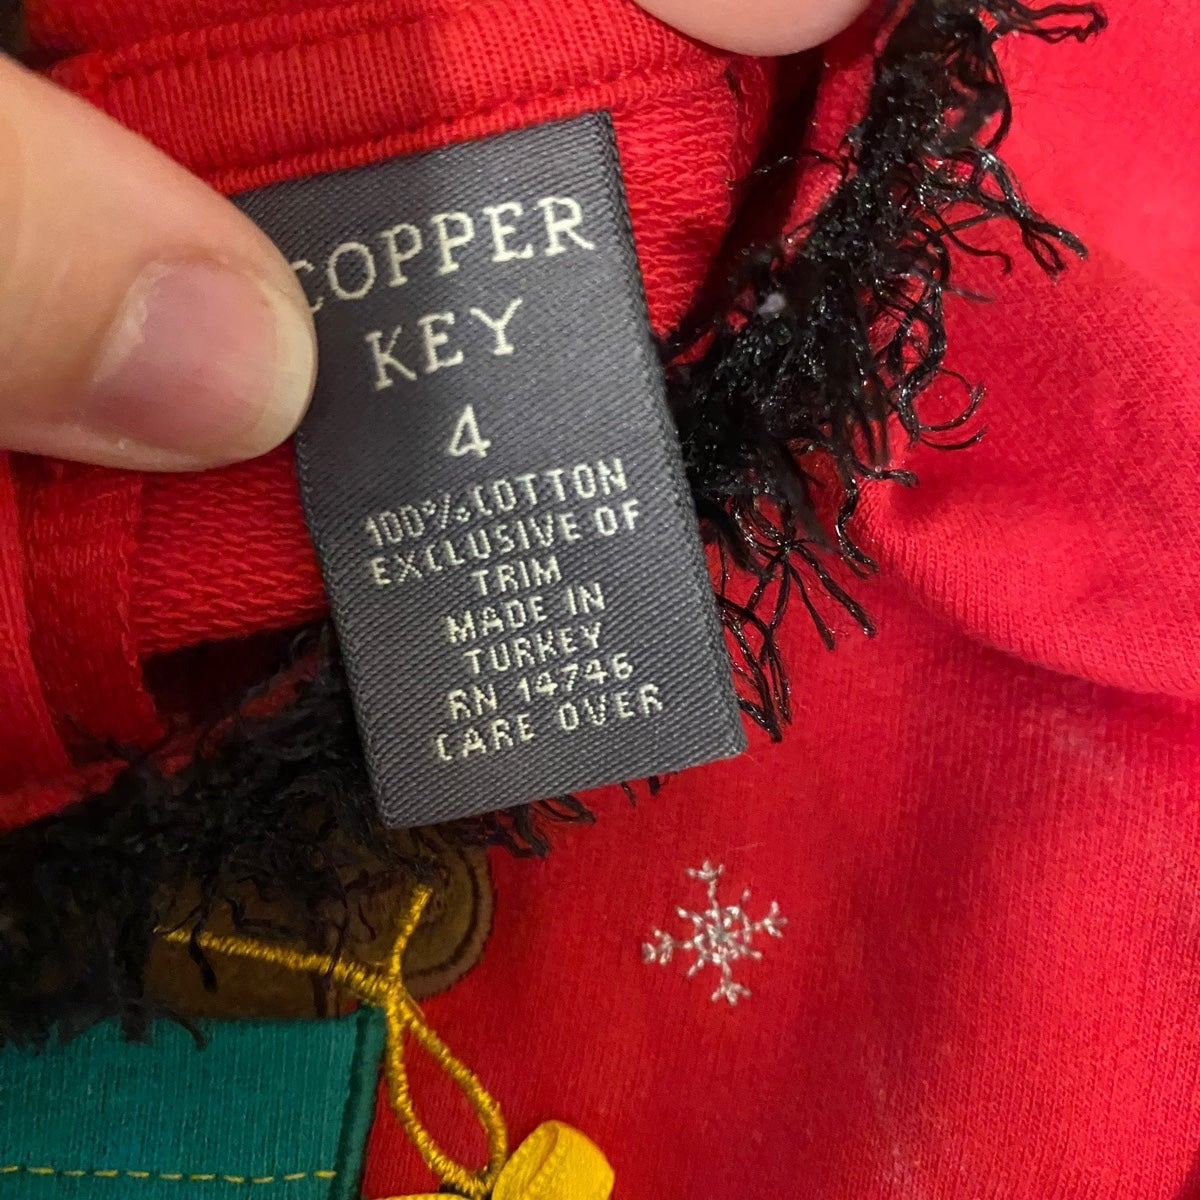 COPPER
KEY
4
100% COTTON
EXCLUSIVE OF
TRIM
MADE IN
TURKEY
RN 14746
CARE OVER